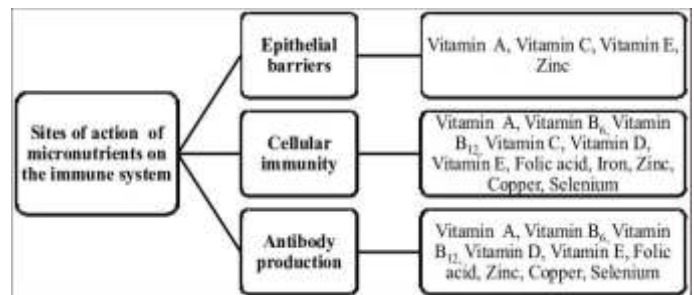 Sites of action of
micronutrients on
the immune system
Epithelial
barriers
Vitamin A, Vitamin C, Vitamin E,
Zinc
Cellular
immunity
Vitamin A, Vitamin B6, Vitamin
B12, Vitamin C, Vitamin D,
Vitamin E, Folic acid, Iron, Zinc,
Copper, Selenium
Antibody
production
Vitamin A, Vitamin B6, Vitamin
B12, Vitamin D, Vitamin E, Folic
acid, Zinc, Copper, Selenium